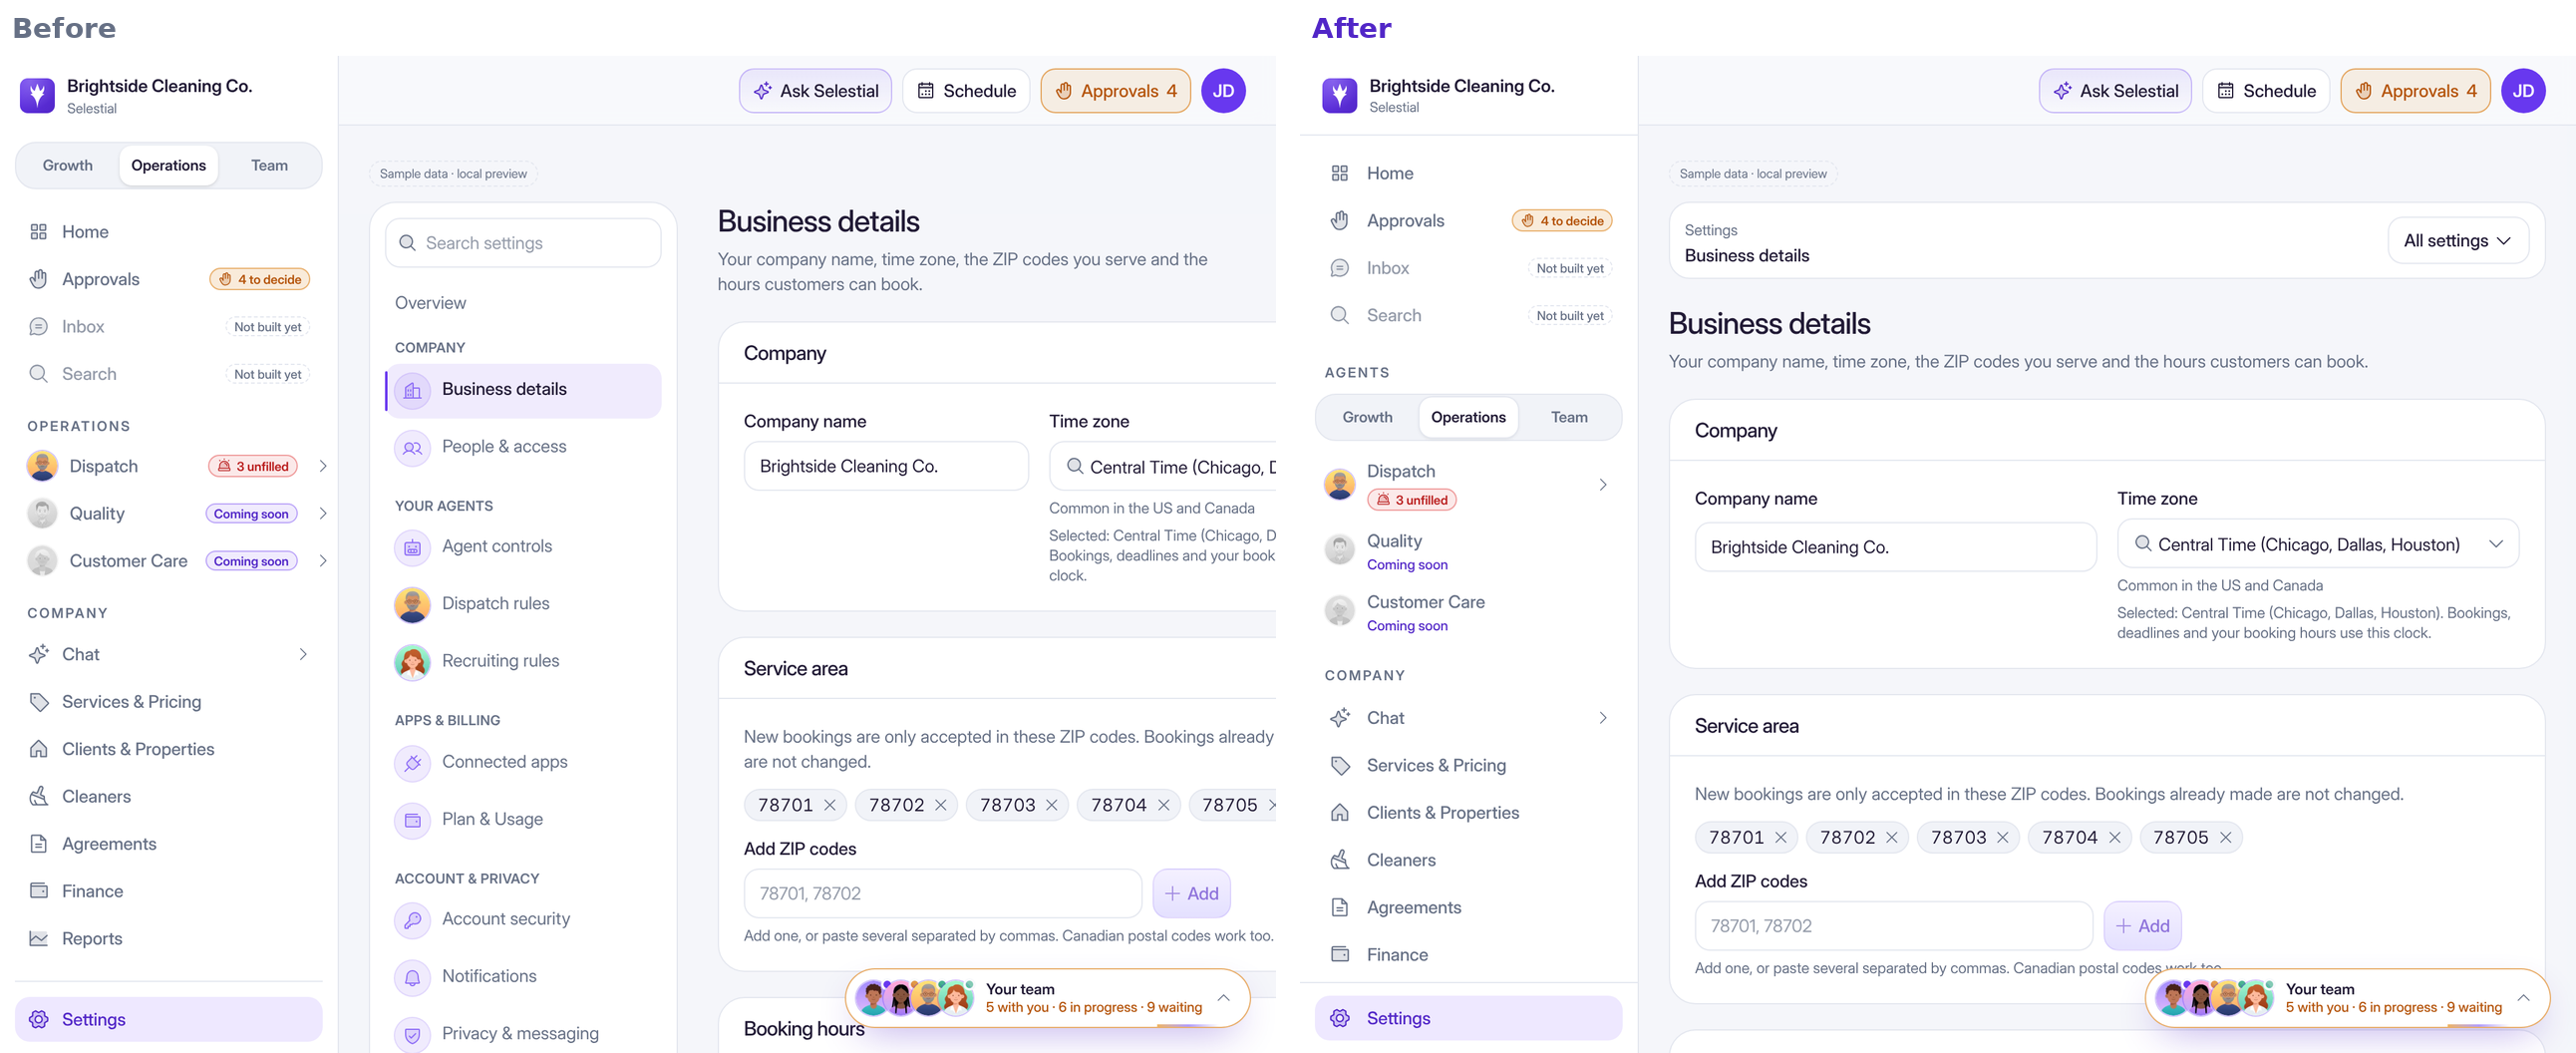 Before
Brightside Cleaning Co.
Selestial
Growth Operations Team
Home
Approvals 4 to decide
Inbox Not built yet
Search Not built yet
OPERATIONS
Dispatch 3 unfilled
Quality Coming soon
Customer Care Coming soon
COMPANY
Chat
Services & Pricing
Clients & Properties
Cleaners
Agreements
Finance
Reports
Settings
Ask Selestial Schedule Approvals 4 JD
Sample data · local preview
Search settings
Overview
COMPANY
Business details
People & access
YOUR AGENTS
Agent controls
Dispatch rules
Recruiting rules
APPS & BILLING
Connected apps
Plan & Usage
ACCOUNT & PRIVACY
Account security
Notifications
Privacy & messaging
Business details
Your company name, time zone, the ZIP codes you serve and the
hours customers can book.
Company
Company name
Brightside Cleaning Co.
Time zone
Central Time (Chicago, D
Common in the US and Canada
Selected: Central Time (Chicago, D
Bookings, deadlines and your book
clock.
Service area
New bookings are only accepted in these ZIP codes. Bookings already
are not changed.
78701 78702 78703 78704 78705
Add ZIP codes
78701, 78702
Add
Add one, or paste several separated by commas. Canadian postal codes work too.
Booking hours
Your team
5 with you · 6 in progress · 9 waiting
After
Brightside Cleaning Co.
Selestial
Home
Approvals 4 to decide
Inbox Not built yet
Search Not built yet
AGENTS
Growth Operations Team
Dispatch
3 unfilled
Quality
Coming soon
Customer Care
Coming soon
COMPANY
Chat
Services & Pricing
Clients & Properties
Cleaners
Agreements
Finance
Settings
Ask Selestial Schedule Approvals 4 JD
Sample data · local preview
Settings
Business details
All settings
Business details
Your company name, time zone, the ZIP codes you serve and the hours customers can book.
Company
Company name
Brightside Cleaning Co.
Time zone
Central Time (Chicago, Dallas, Houston)
Common in the US and Canada
Selected: Central Time (Chicago, Dallas, Houston). Bookings,
deadlines and your booking hours use this clock.
Service area
New bookings are only accepted in these ZIP codes. Bookings already made are not changed.
78701 78702 78703 78704 78705
Add ZIP codes
78701, 78702
Add
Add one, or paste several separated by commas. Canadian postal codes work too.
Your team
5 with you · 6 in progress · 9 waiting